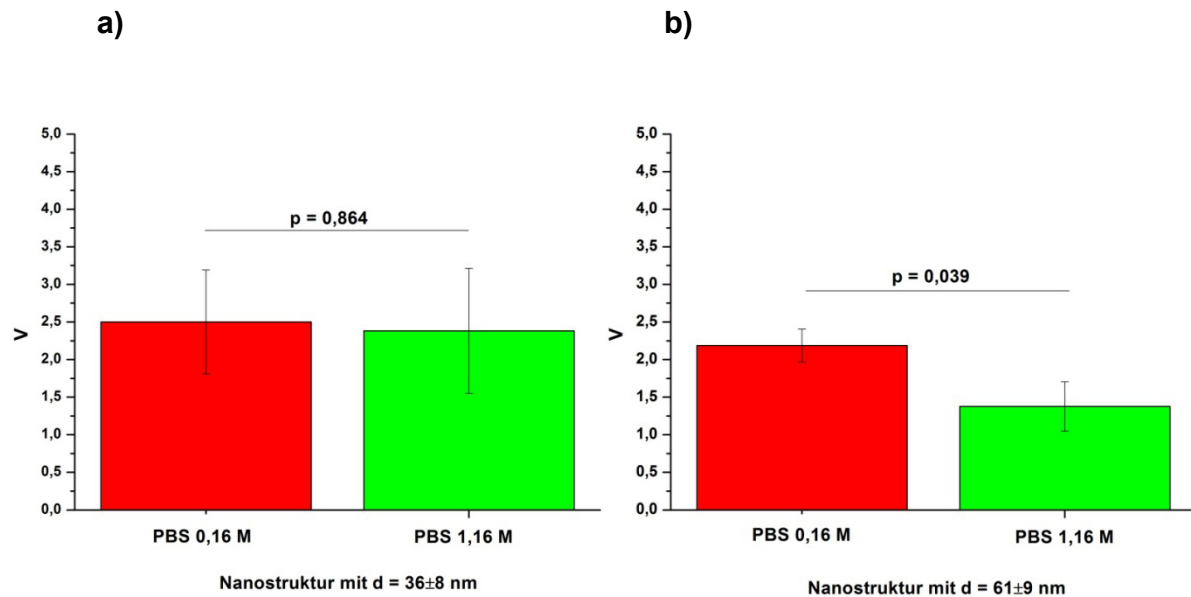 a)
5,0
4,5
4,0
3,5
3,0
2,5
2,0
1,5
1,0
0,5
0,0
V
p = 0,864
PBS 0,16 M
PBS 1,16 M
Nanostruktur mit d = 36±8 nm
b)
5,0
4,5
4,0
3,5
3,0
2,5
2,0
1,5
1,0
0,5
0,0
V
p = 0,039
PBS 0,16 M
PBS 1,16 M
Nanostruktur mit d = 61±9 nm